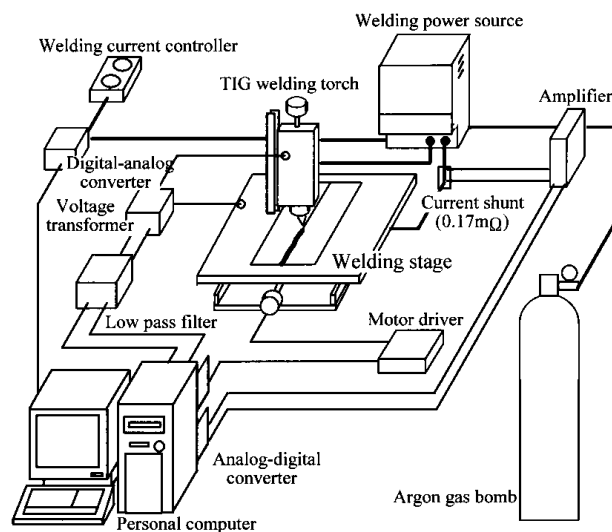 Welding power source
Welding current controller
TIG welding torch
Amplifier
Digital-analog
converter
Voltage
transformer
Current shunt
(0.17mΩ)
Welding stage
Low pass filter
Motor driver
Analog-digital
converter
Argon gas bomb
Personal computer